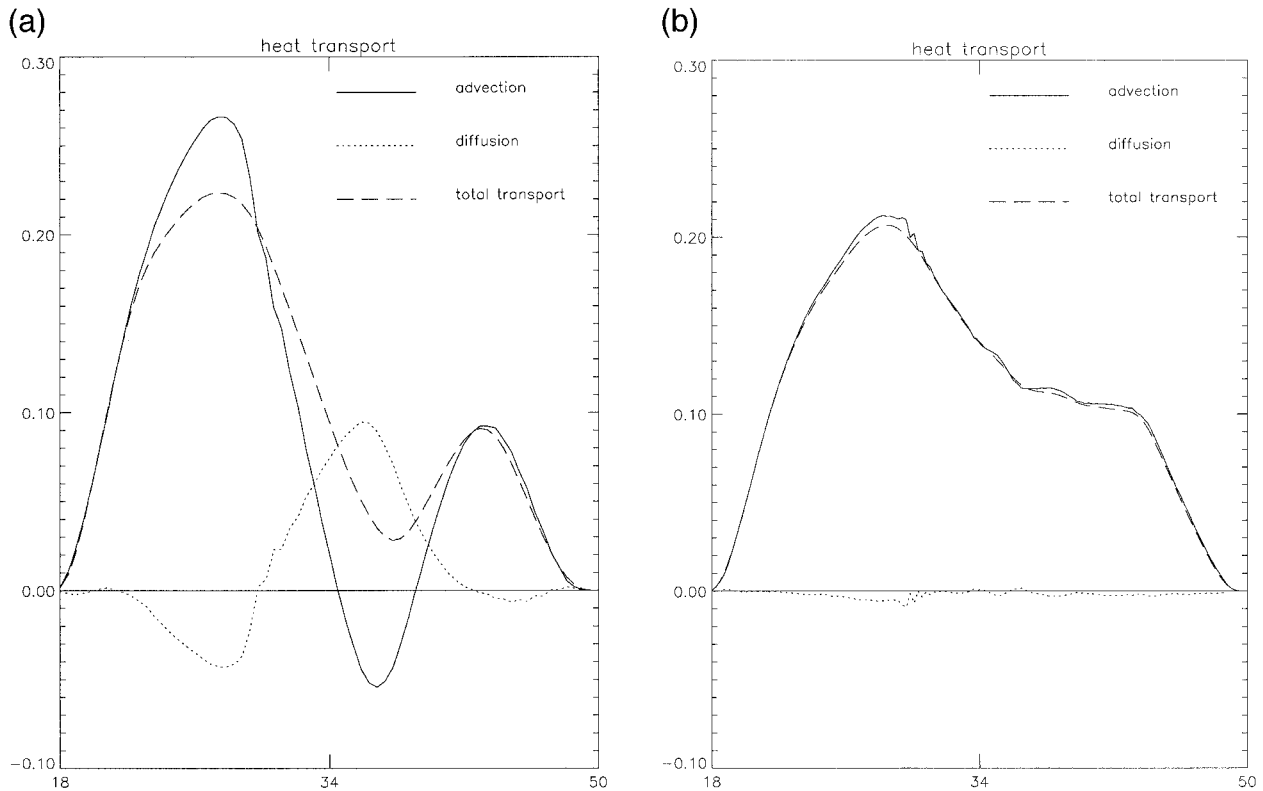 (a)
heat transport
0.30
0.20
0.10
0.00
−0.10
18
34
50
advection
diffusion
total transport
(b)
heat transport
0.30
0.20
0.10
0.00
−0.10
18
34
50
advection
diffusion
total transport